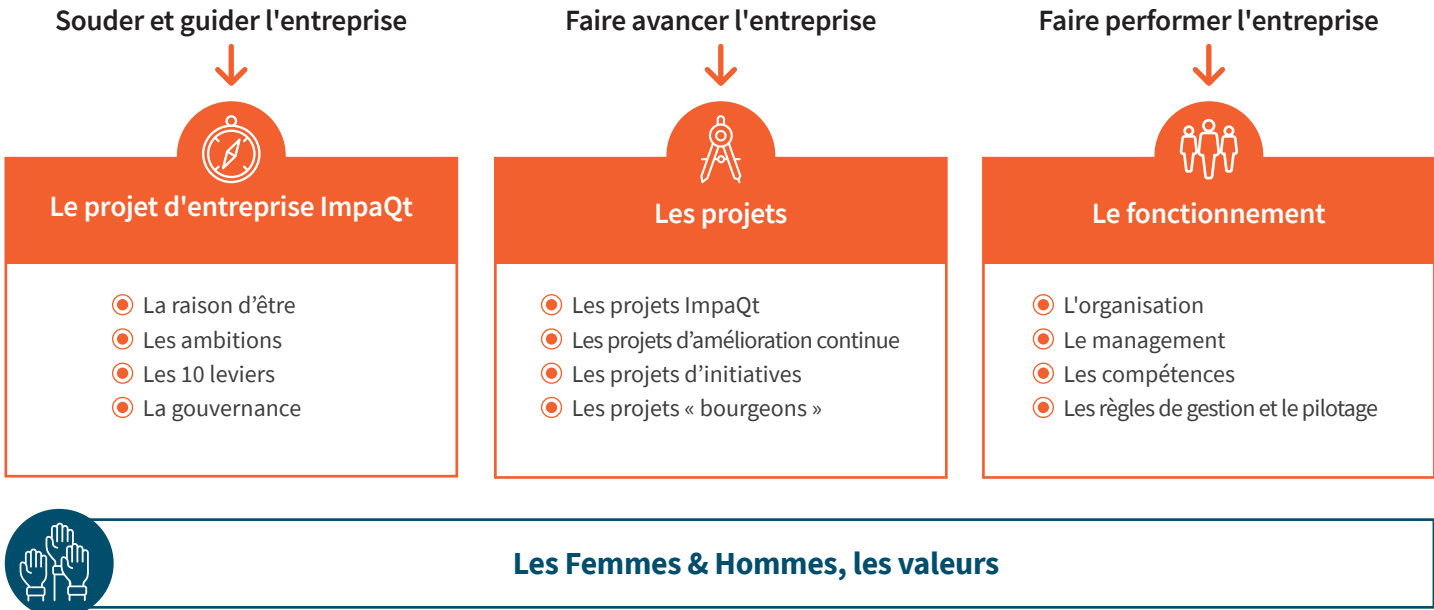 Souder et guider l'entreprise
Le projet d'entreprise ImpaQt
La raison d’être
Les ambitions
Les 10 leviers
La gouvernance
Faire avancer l'entreprise
Les projets
Les projets ImpaQt
Les projets d’amélioration continue
Les projets d’initiatives
Les projets « bourgeons »
Faire performer l'entreprise
Le fonctionnement
L'organisation
Le management
Les compétences
Les règles de gestion et le pilotage
Les Femmes & Hommes, les valeurs